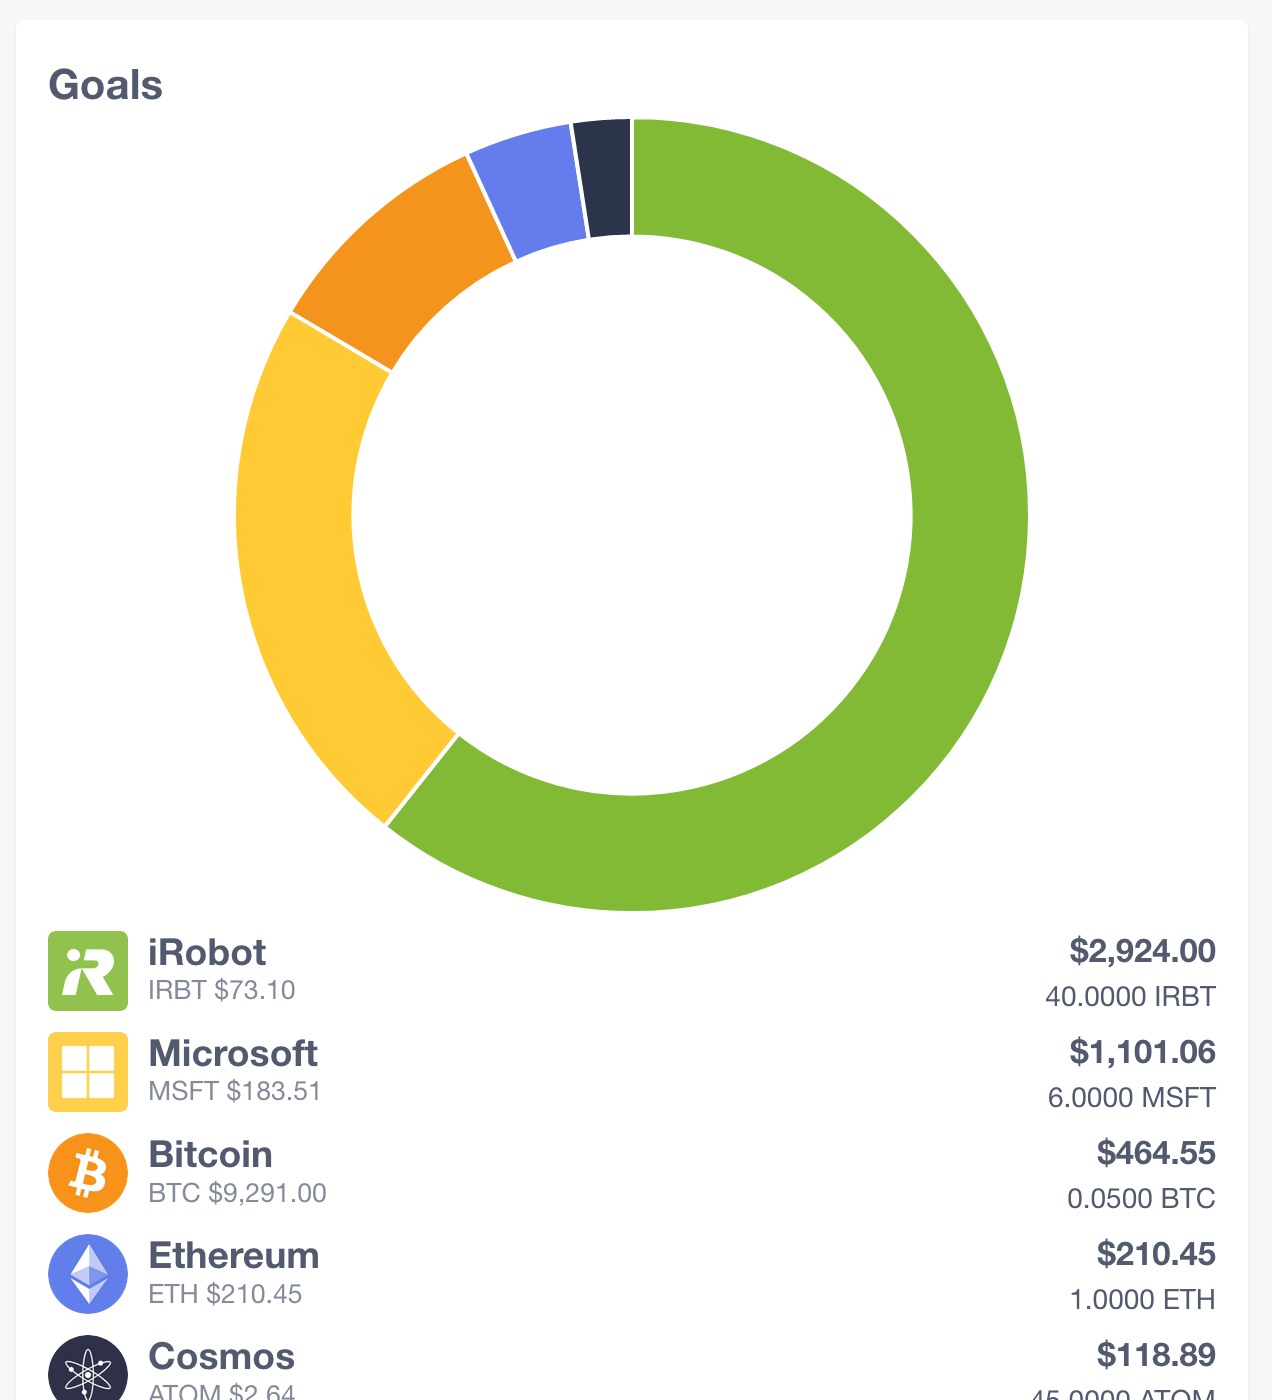 Goals
iRobot
$2,924.00
IRBT $73.10
40.0000 IRBT
Microsoft
$1,101.06
MSFT $183.51
6.0000 MSFT
Bitcoin
$464.55
BTC $9,291.00
0.0500 BTC
Ethereum
$210.45
ETH $210.45
1.0000 ETH
Cosmos
$118.89
ATOM $2.64
45.0000 ATOM